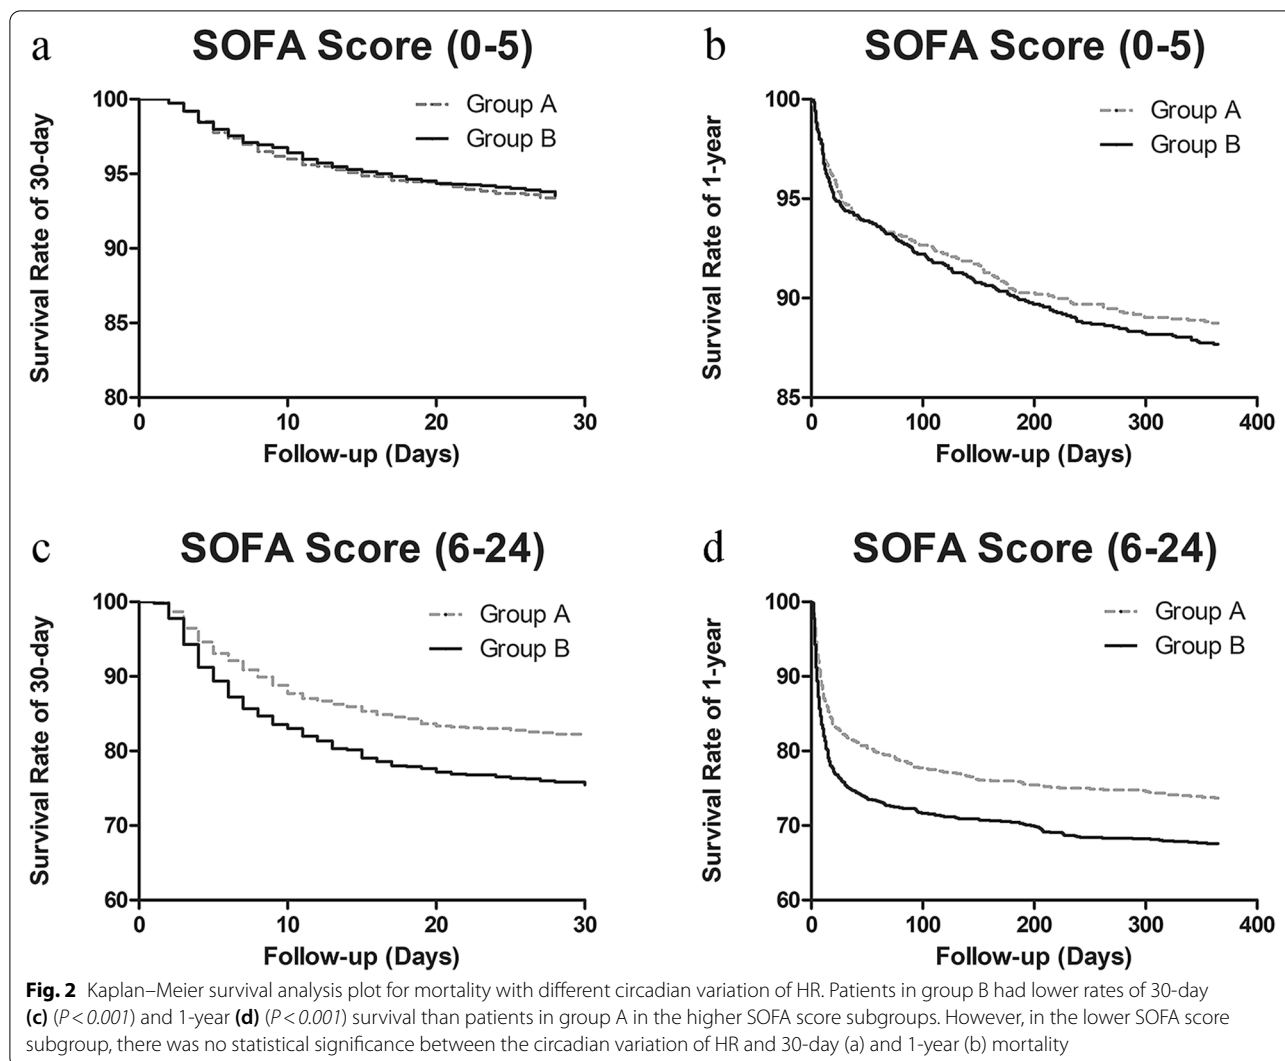 a
SOFA Score (0-5)
100
95
90
85
80
Survival Rate of 30-day
Group A
Group B
0
10
20
30
Follow-up (Days)
b
SOFA Score (0-5)
100
95
90
85
Survival Rate of 1-year
Group A
Group B
0
100
200
300
400
Follow-up (Days)
c
SOFA Score (6-24)
100
90
80
70
60
Survival Rate of 30-day
Group A
Group B
0
10
20
30
Follow-up (Days)
d
SOFA Score (6-24)
100
90
80
70
60
Survival Rate of 1-year
Group A
Group B
0
100
200
300
400
Follow-up (Days)
Fig. 2 Kaplan–Meier survival analysis plot for mortality with different circadian variation of HR. Patients in group B had lower rates of 30-day
(c) (P < 0.001) and 1-year (d) (P < 0.001) survival than patients in group A in the higher SOFA score subgroups. However, in the lower SOFA score
subgroup, there was no statistical significance between the circadian variation of HR and 30-day (a) and 1-year (b) mortality